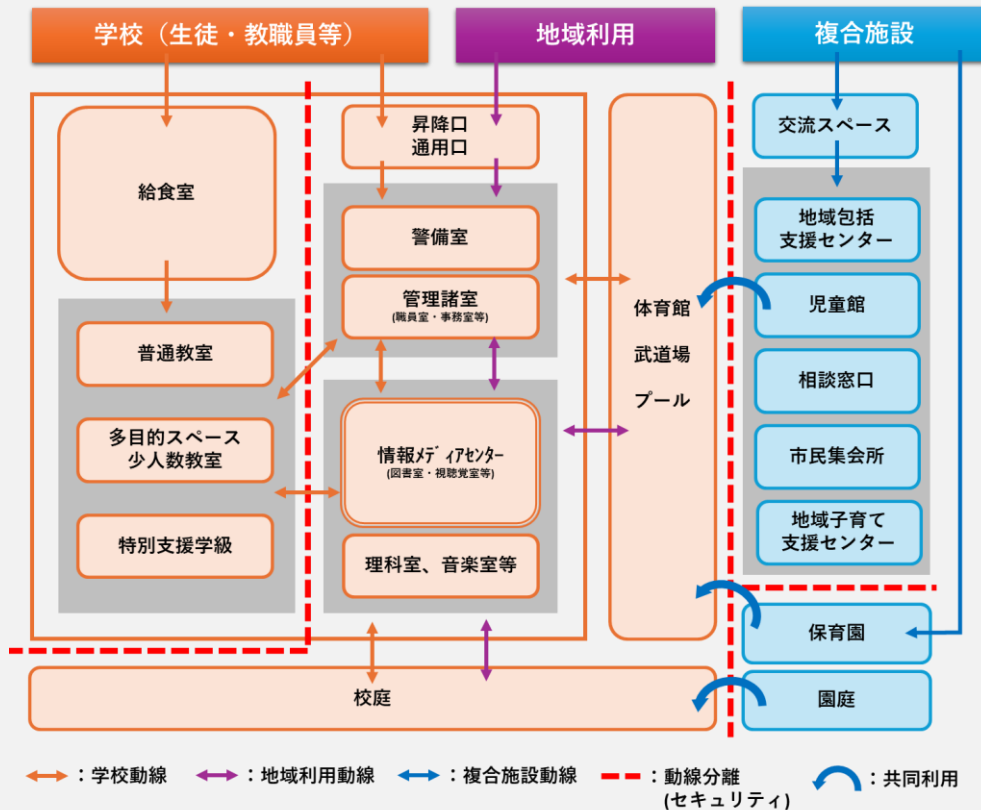 学校（生徒・教職員等）
地域利用
複合施設
給食室
昇降口
通用口
警備室
管理諸室
(職員室・事務室等)
普通教室
多目的スペース
少人数教室
特別支援学級
情報ﾒﾃﾞｨｱｾﾝﾀｰ
(図書室・視聴覚室等)
理科室、音楽室等
体育館
武道場
プール
校庭
交流スペース
地域包括
支援センター
児童館
相談窓口
市民集会所
地域子育て
支援センター
保育園
園庭
：学校動線
：地域利用動線
：複合施設動線
：動線分離
(セキュリティ)
：共同利用